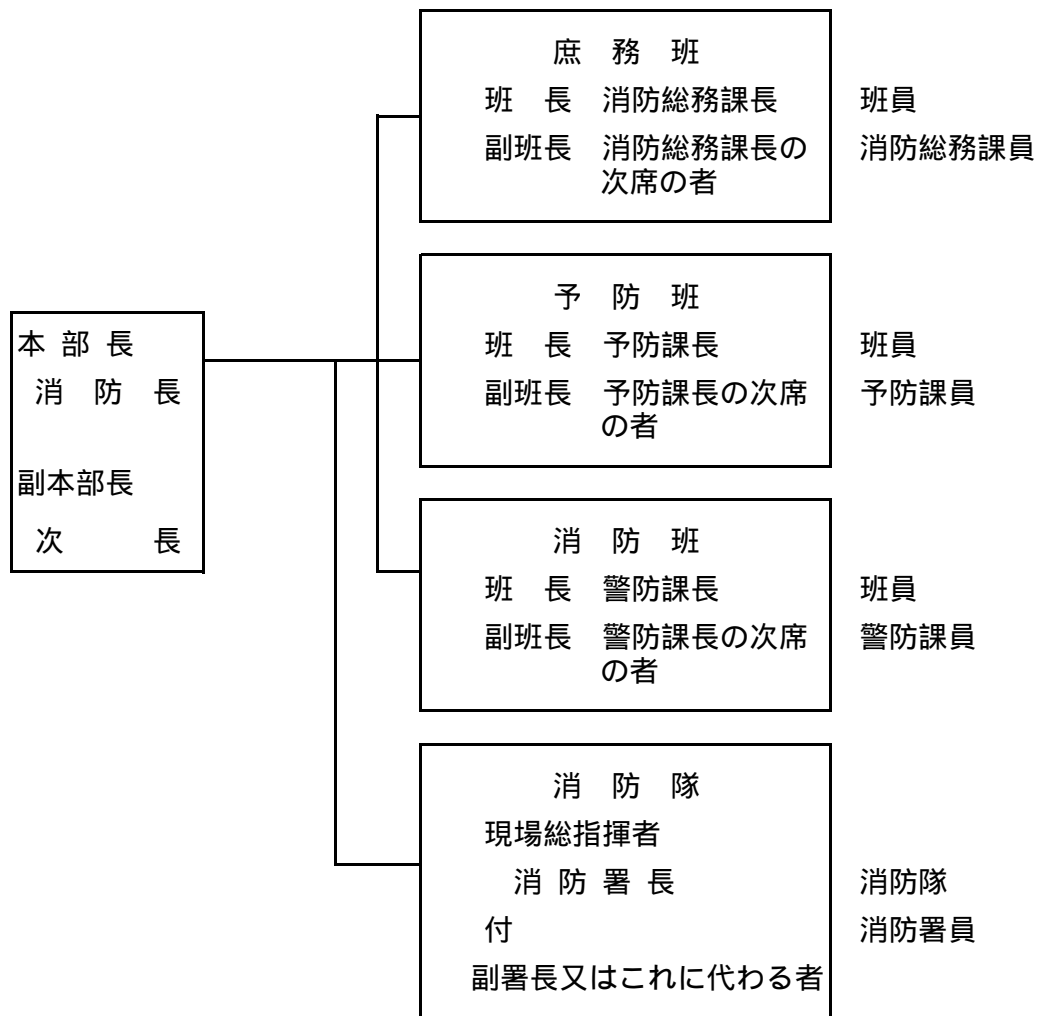 庶　務　班
班　長　消防総務課長　班員
副班長　消防総務課長の　消防総務課員
次席の者
予　防　班
班　長　予防課長　班員
副班長　予防課長の次席　予防課員
の者
本 部 長
消　防　長
副本部長
次　　　長
消　防　班
班　長　警防課長　班員
副班長　警防課長の次席　警防課員
の者
消　防　隊
現場総指揮者
消 防 署 長　消防隊
付　消防署員
副署長又はこれに代わる者